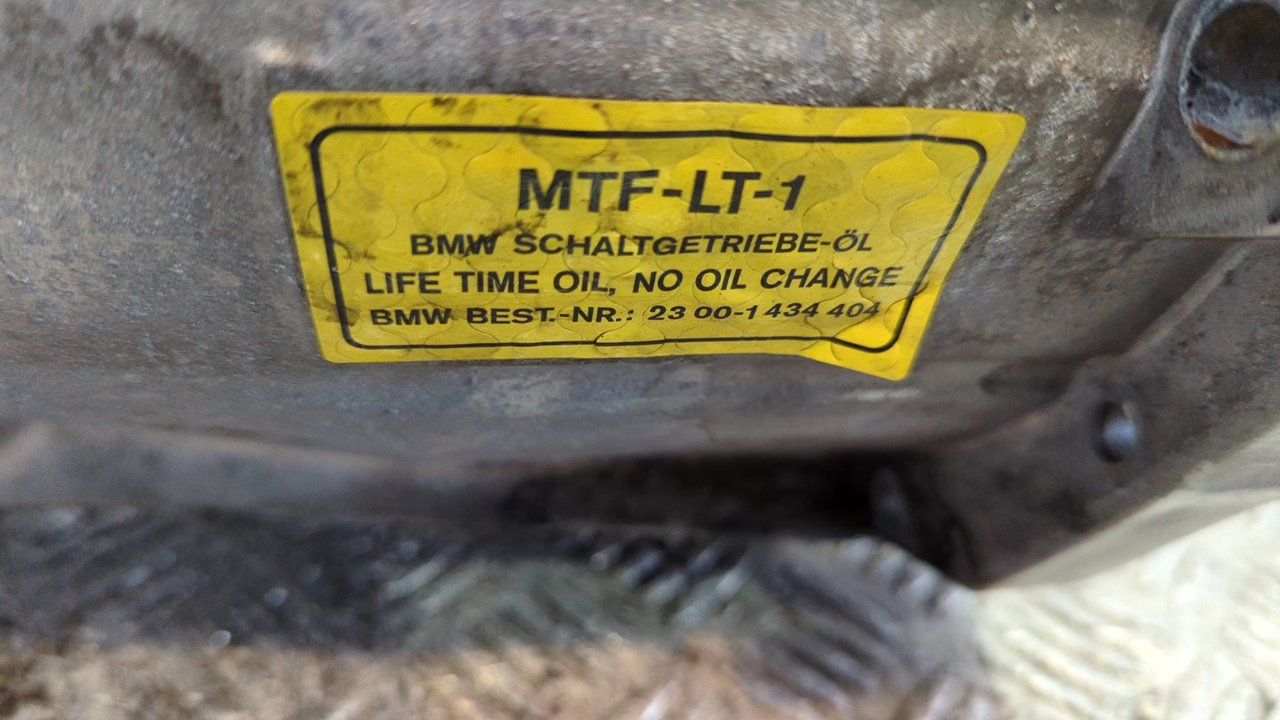 MTF-LT-1
BMW SCHALTGETRIEBE-ÖL
LIFE TIME OIL, NO OIL CHANGE
BMW BEST.-NR.: 23 00-1 434 404